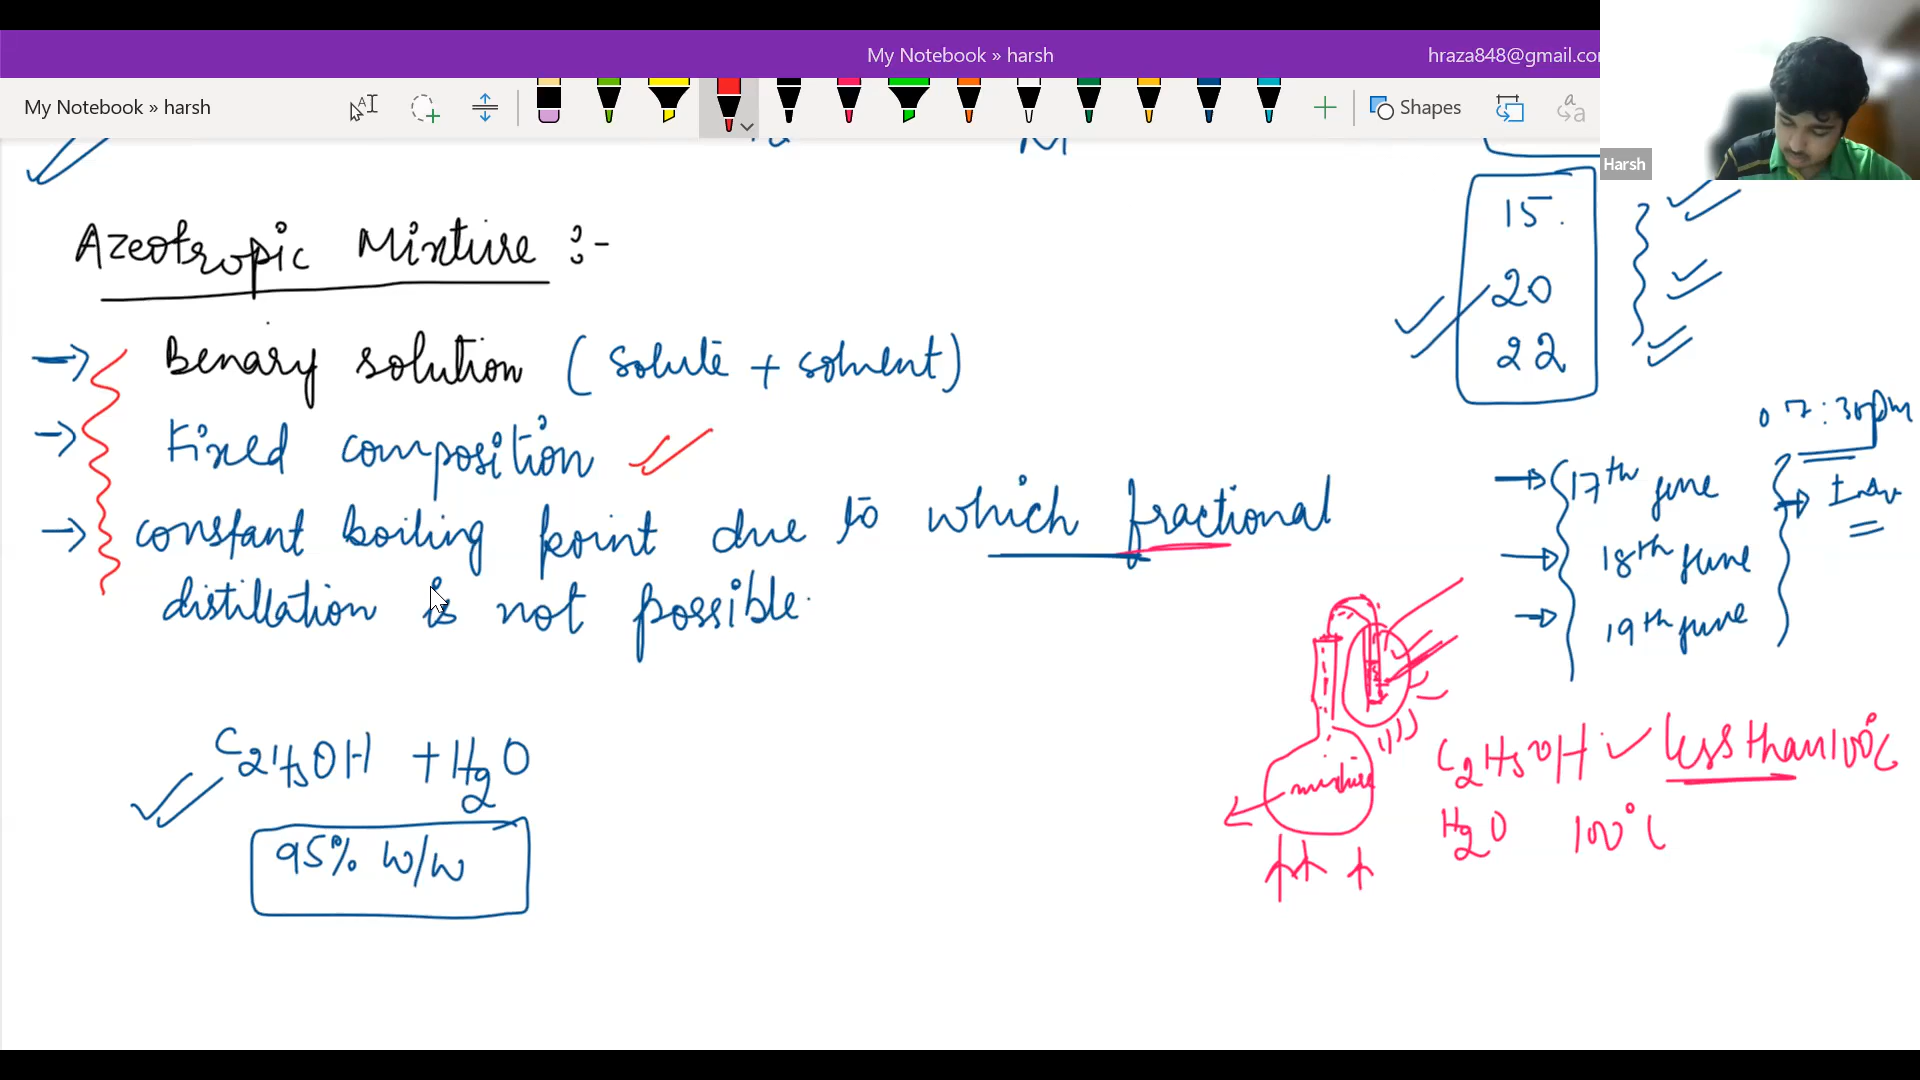 My Notebook » harsh
hraza848@gmail.co
My Notebook » harsh
Shapes
Harsh
Azeotropic Mixture :-
→ Benary solution (solute + solvent)
→ Fixed composition
→ constant boiling point due to which fractional
distillation is not possible.
C2H5OH + H2O
95% W/W
15.
20
22
07:30pm
→ 17th june
→ 18th june
→ 19th june
mixture
C2H5OH less than 100°C
H2O 100°C